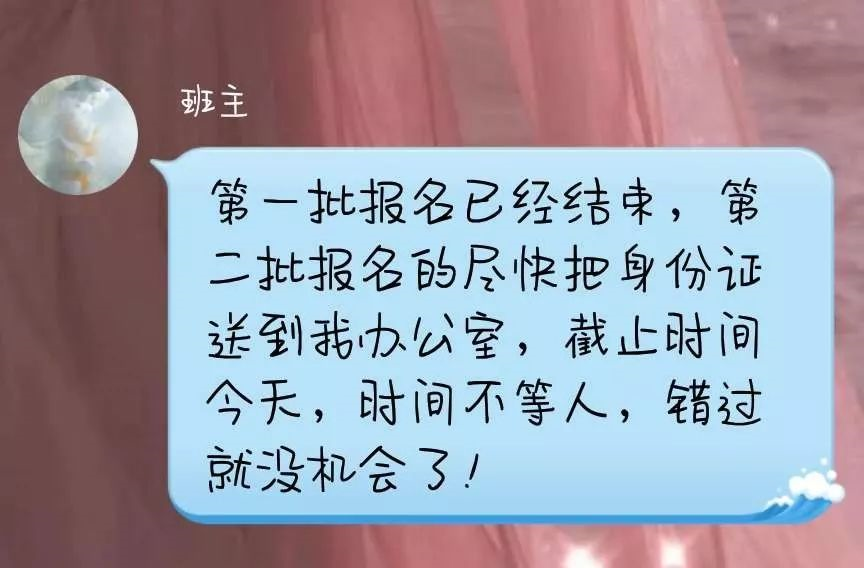 班主
第一批报名已经结束，第
二批报名的尽快把身份证
送到我办公室，截止时间
今天，时间不等人，错过
就没机会了！